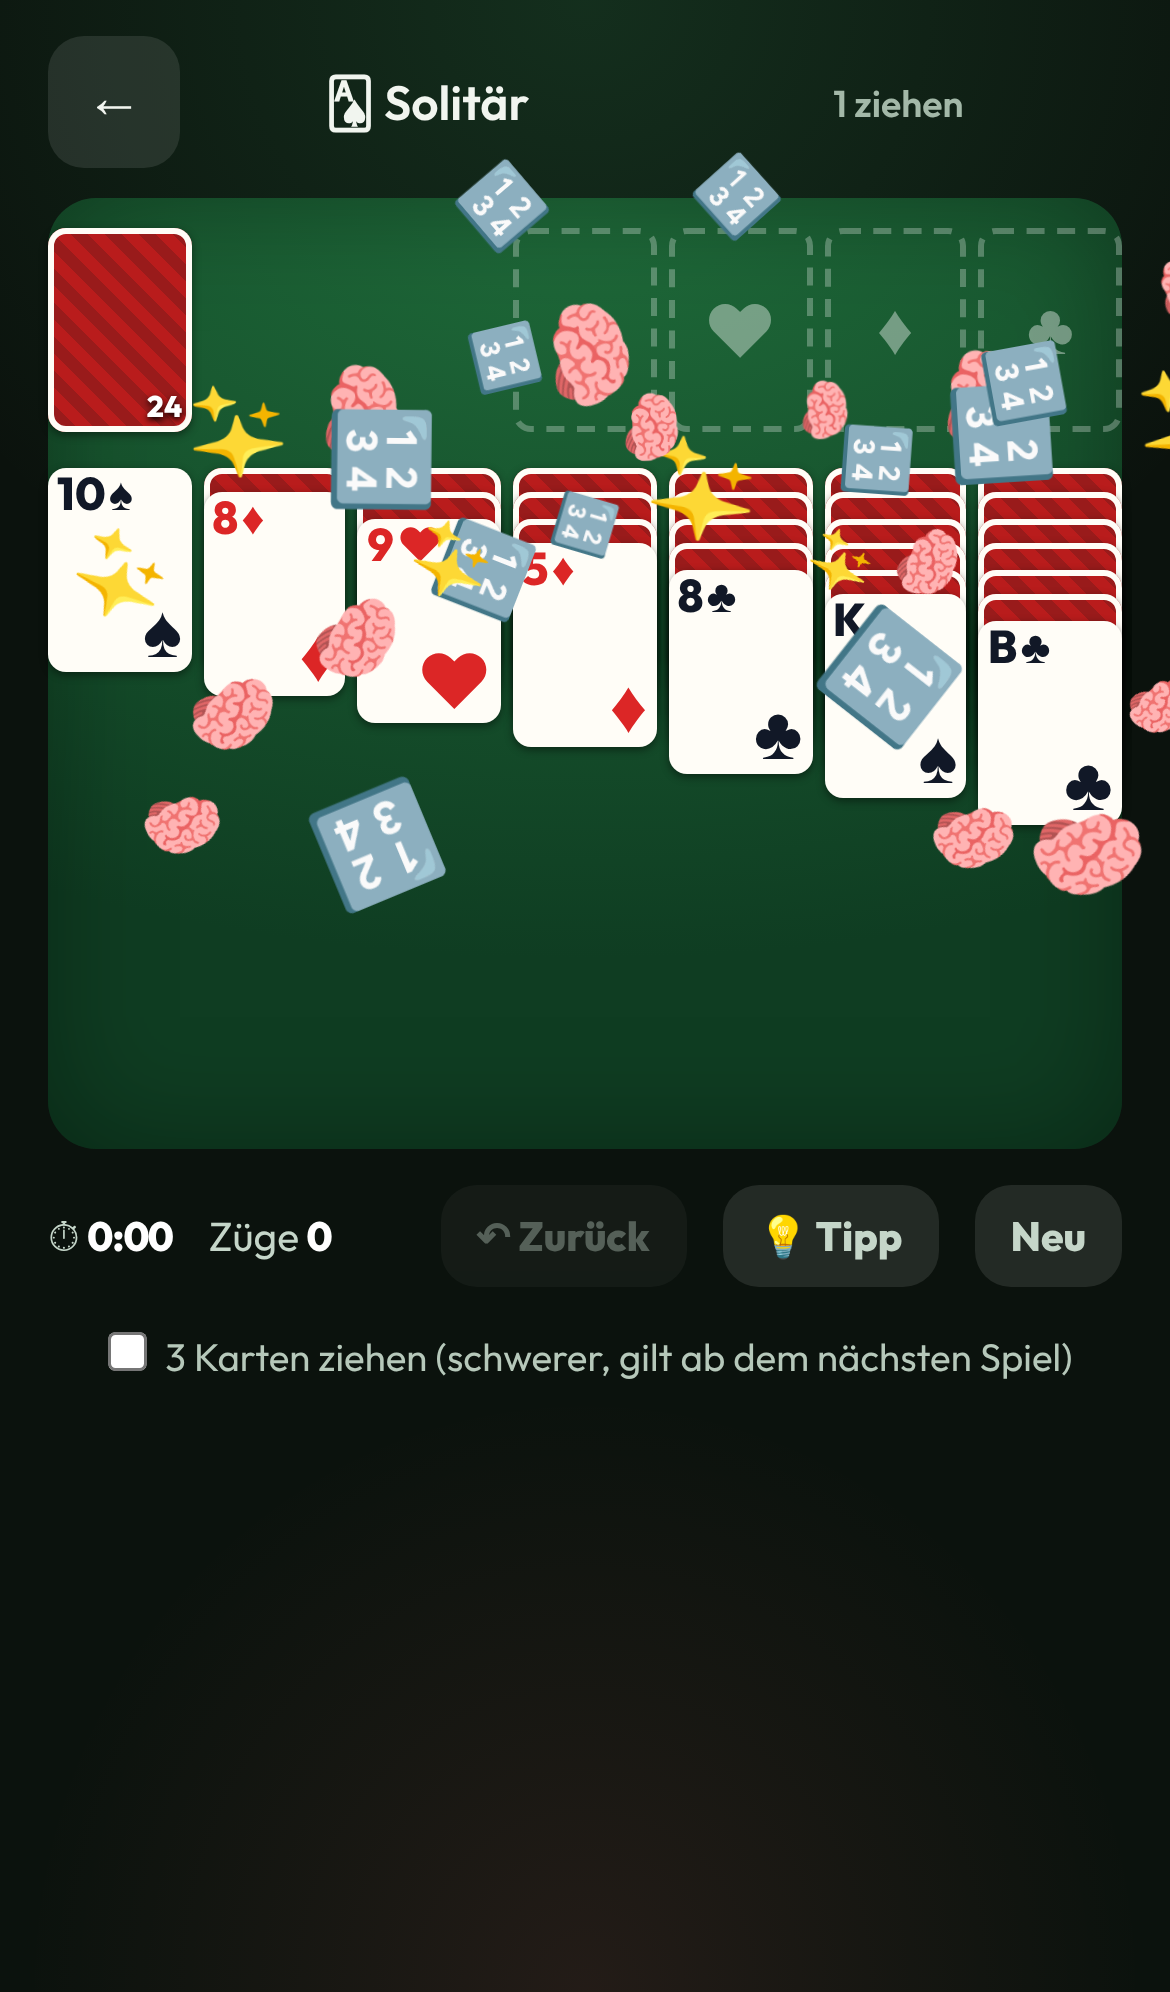 ←
A Solitär
1 ziehen
24
10♠
8♦
9♥
5♦
8♣
K
B♣
0:00
Züge 0
↶ Zurück
Tipp
Neu
3 Karten ziehen (schwerer, gilt ab dem nächsten Spiel)